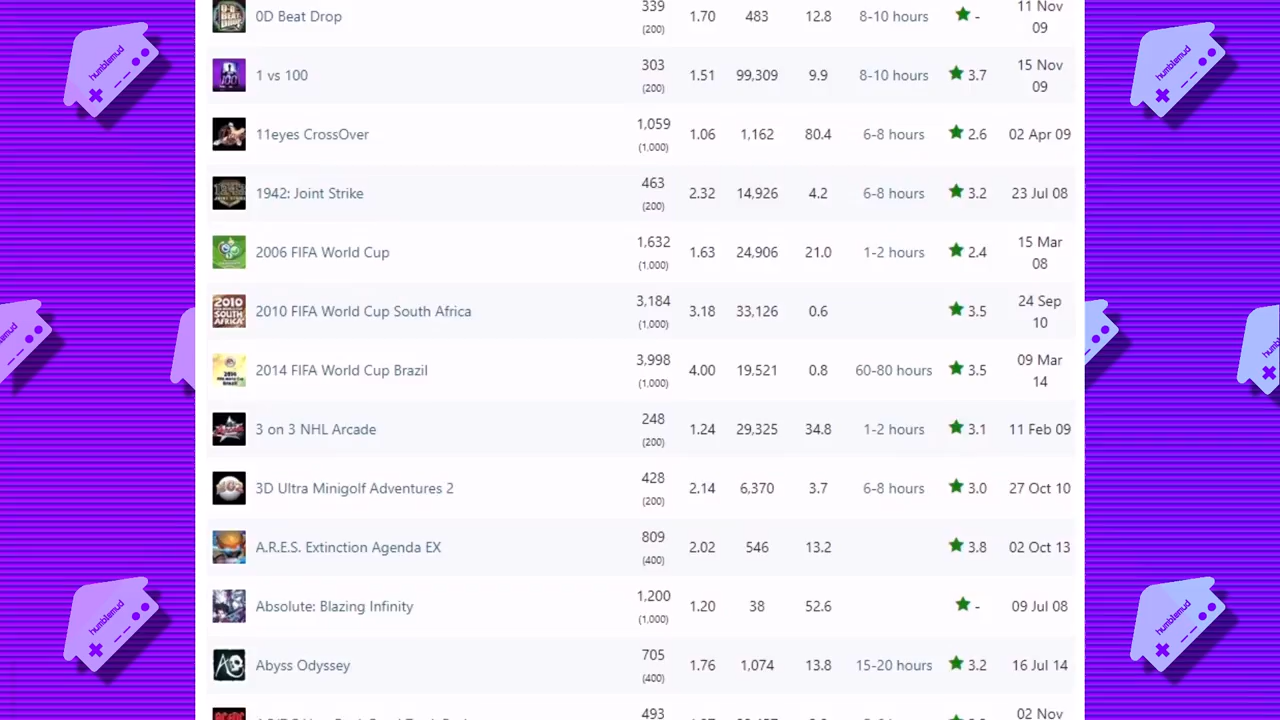 0D Beat Drop 339 (200) 1.70 12.8 8-10 hours - 11 Nov 09
1 vs 100 303 (200) 1.51 99,309 9.9 8-10 hours 3.7 15 Nov 09
11eyes CrossOver 1,059 (1,000) 1.06 1,162 80.4 6-8 hours 2.6 02 Apr 09
1942: Joint Strike 463 (200) 2.32 14,926 4.2 6-8 hours 3.2 23 Jul 08
2006 FIFA World Cup 1,632 (1,000) 1.63 24,906 21.0 1-2 hours 2.4 15 Mar 08
2010 FIFA World Cup South Africa 3,184 (1,000) 3.18 33,126 0.6 3.5 24 Sep 10
2014 FIFA World Cup Brazil 3,998 (1,000) 4.00 19,321 0.8 60-80 hours 3.5 09 Mar 14
3 on 3 NHL Arcade 248 (200) 1.24 29,325 34.8 1-2 hours 3.1 11 Feb 09
3D Ultra Minigolf Adventures 2 428 (200) 2.14 6,370 3.7 6-8 hours 3.0 27 Oct 10
A.R.E.S. Extinction Agenda EX 809 (400) 2.02 546 3.8 02 Oct 13
Absolute: Blazing Infinity 1,200 (1,000) 1.20 38 - 09 Jul 08
Abyss Odyssey 705 1.76 1,074 13.8 15-20 hours 3.2 16 Jul 14
492 02 Nov
humblemud
humblemud
humblemud
humblemud